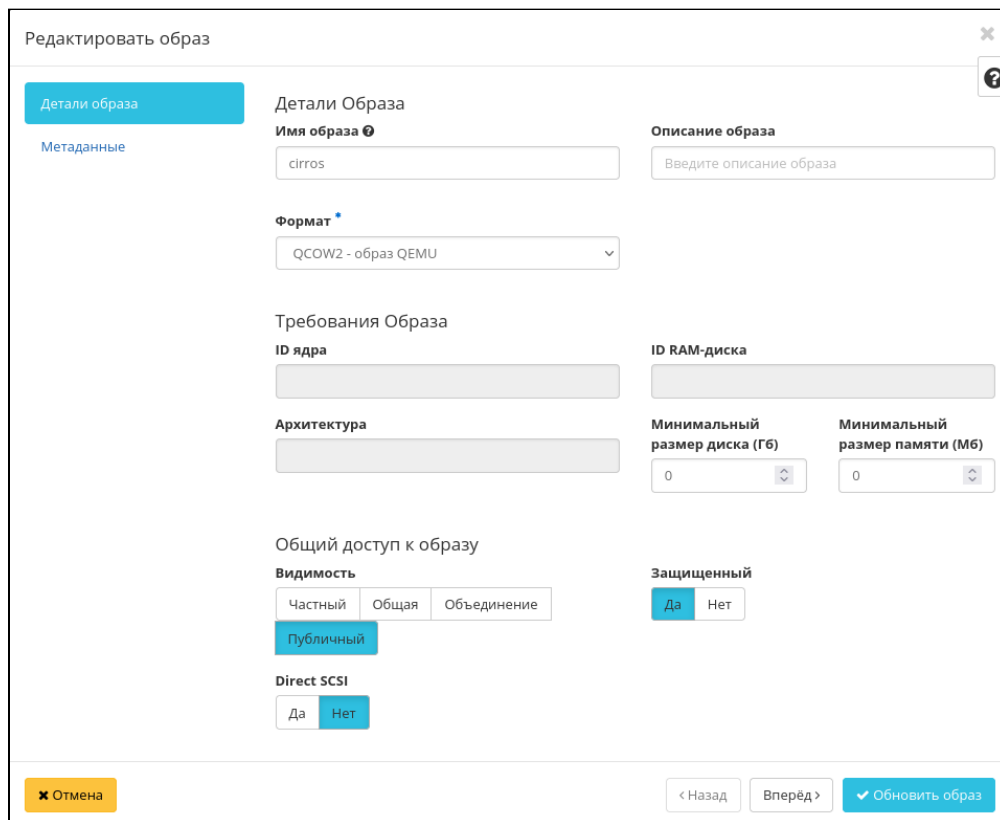 Редактировать образ
Детали образа
Метаданные
Детали Образа
Имя образа
Описание образа
cirros
Введите описание образа
Формат
QCOW2 - образ QEMU
Требования Образа
ID ядра
ID RAM-диска
Архитектура
Минимальный
размер диска (Гб)
Минимальный
размер памяти (Мб)
0
0
Общий доступ к образу
Видимость
Защищенный
Частный Общая Объединение
Да Нет
Публичный
Direct SCSI
Да Нет
Отмена
Назад
Вперёд
Обновить образ